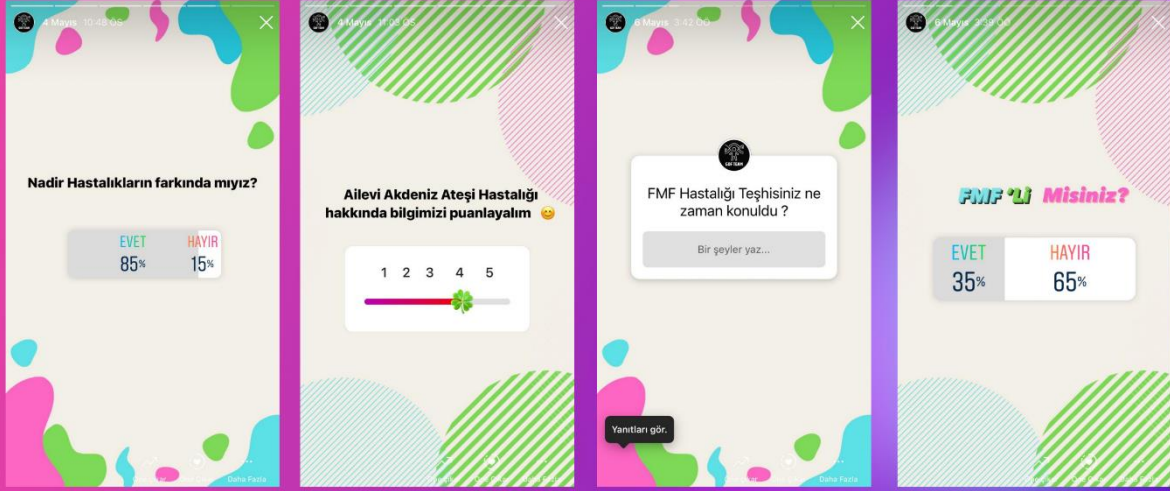 4 Mayıs 10:48 ÖS
Nadir Hastalıkların farkında mıyız?
EVET
85%
HAYIR
15%
Daha Fazla
4 Mayıs 11:03 ÖS
Ailevi Akdeniz Ateşi Hastalığı
hakkında bilgimizi puanlayalım 😊
1 2 3 4 5
6 Mayıs 3:42 ÖÖ
FMF Hastalığı Teşhisiniz ne
zaman konuldu ?
Bir şeyler yaz...
Yanıtları gör.
Daha Fazla
6 Mayıs 3:39 ÖÖ
FMF 'Li Misiniz?
EVET
35%
HAYIR
65%